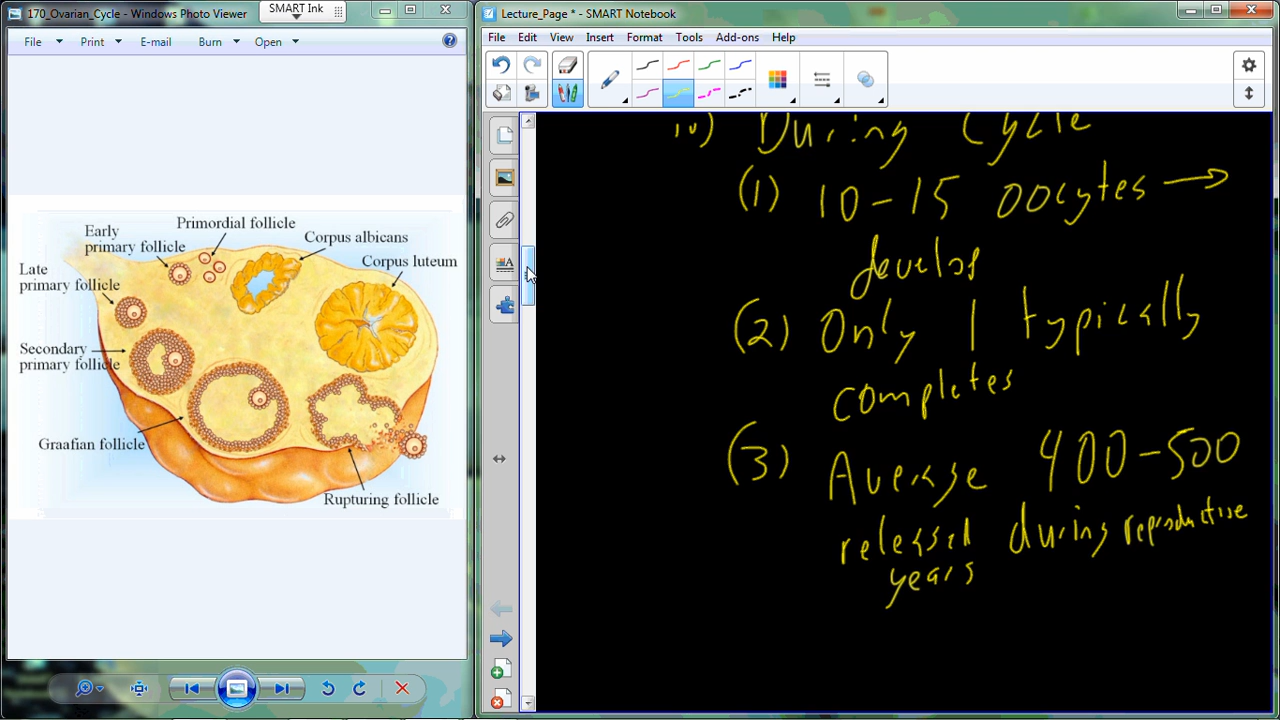 170_Ovarian_Cycle - Windows Photo Viewer
SMART Ink
File Print E-mail Burn Open
Early
primary follicle
Primordial follicle
Corpus albicans
Corpus luteum
Late
primary follicle
Secondary
primary follicle
Graafian follicle
Rupturing follicle
Lecture_Page * - SMART Notebook
File Edit View Insert Format Tools Add-ons Help
iv) During Cycle
(1) 10-15 oocytes →
develop
(2) Only 1 typically
completes
(3) Average 400-500
released during reproductive
years